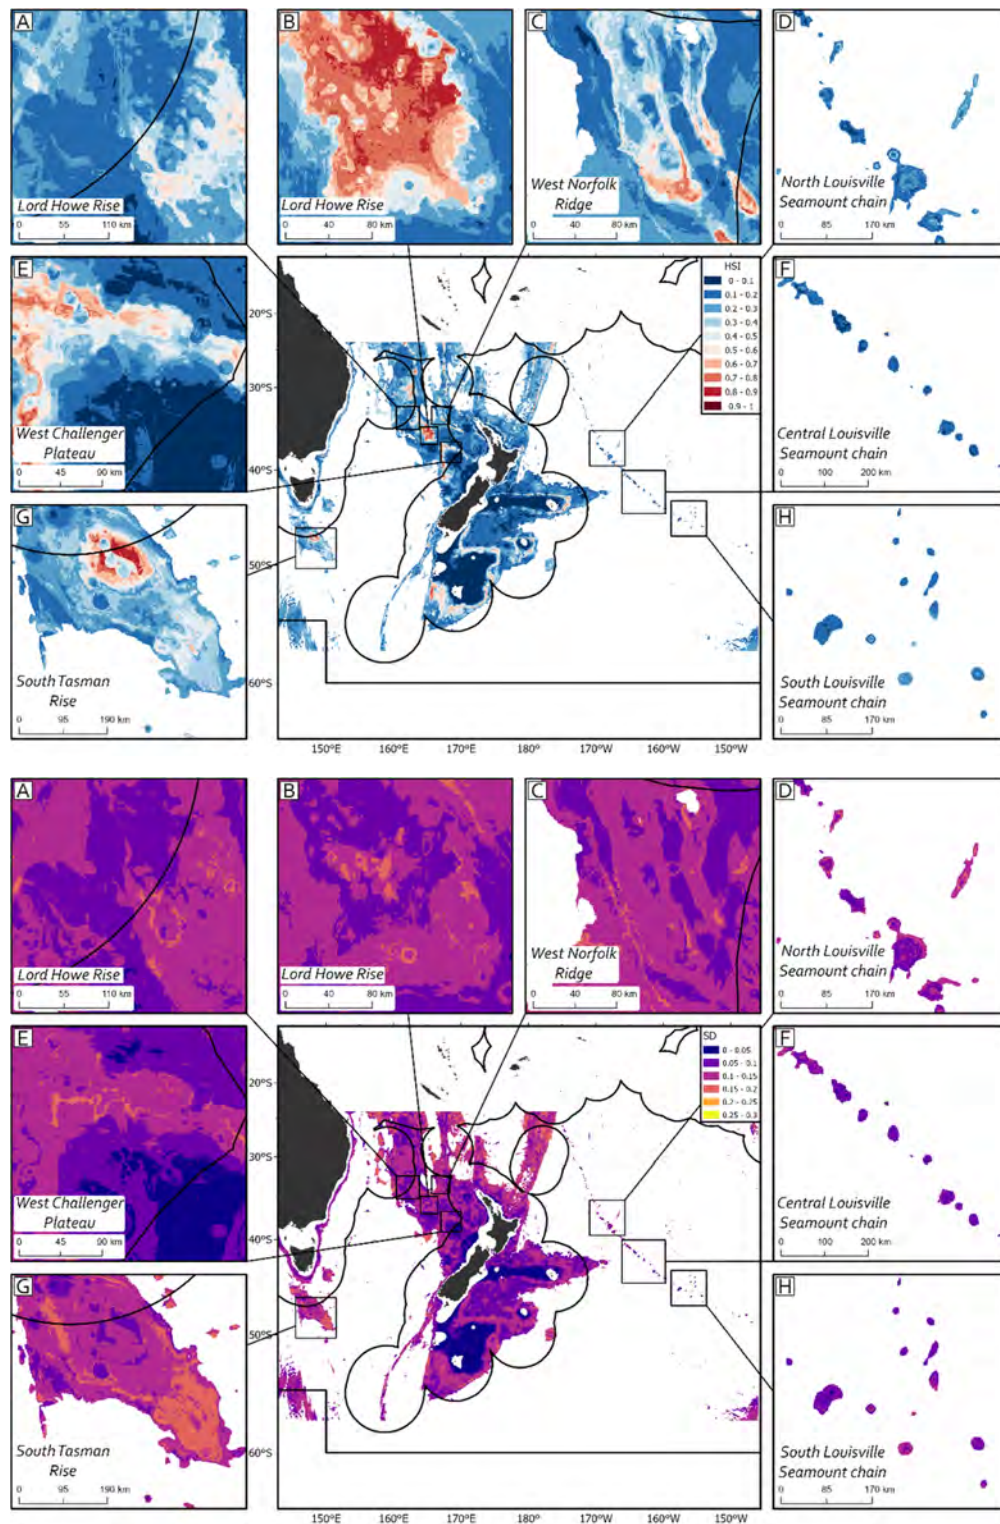 A
Lord Howe Rise
0 55 110 km
B
Lord Howe Rise
0 40 80 km
C
West Norfolk
Ridge
0 40 80 km
D
North Louisville
Seamount chain
0 85 170 km
E
West Challenger
Plateau
0 45 90 km
HSI
0 - 0.1
0.1 - 0.2
0.2 - 0.3
0.3 - 0.4
0.4 - 0.5
0.5 - 0.6
0.6 - 0.7
0.7 - 0.8
0.8 - 0.9
0.9 - 1
20°S
30°S
40°S
50°S
60°S
150°E 160°E 170°E 180° 170°W 160°W 150°W
F
Central Louisville
Seamount chain
0 100 200 km
G
South Tasman
Rise
0 95 190 km
H
South Louisville
Seamount chain
0 85 170 km
A
Lord Howe Rise
0 55 110 km
B
Lord Howe Rise
0 40 80 km
C
West Norfolk
Ridge
0 40 80 km
D
North Louisville
Seamount chain
0 85 170 km
E
West Challenger
Plateau
0 45 90 km
SD
0 - 0.05
0.05 - 0.1
0.1 - 0.15
0.15 - 0.2
0.2 - 0.25
0.25 - 0.3
20°S
30°S
40°S
50°S
60°S
150°E 160°E 170°E 180° 170°W 160°W 150°W
F
Central Louisville
Seamount chain
0 100 200 km
G
South Tasman
Rise
0 95 190 km
H
South Louisville
Seamount chain
0 85 170 km